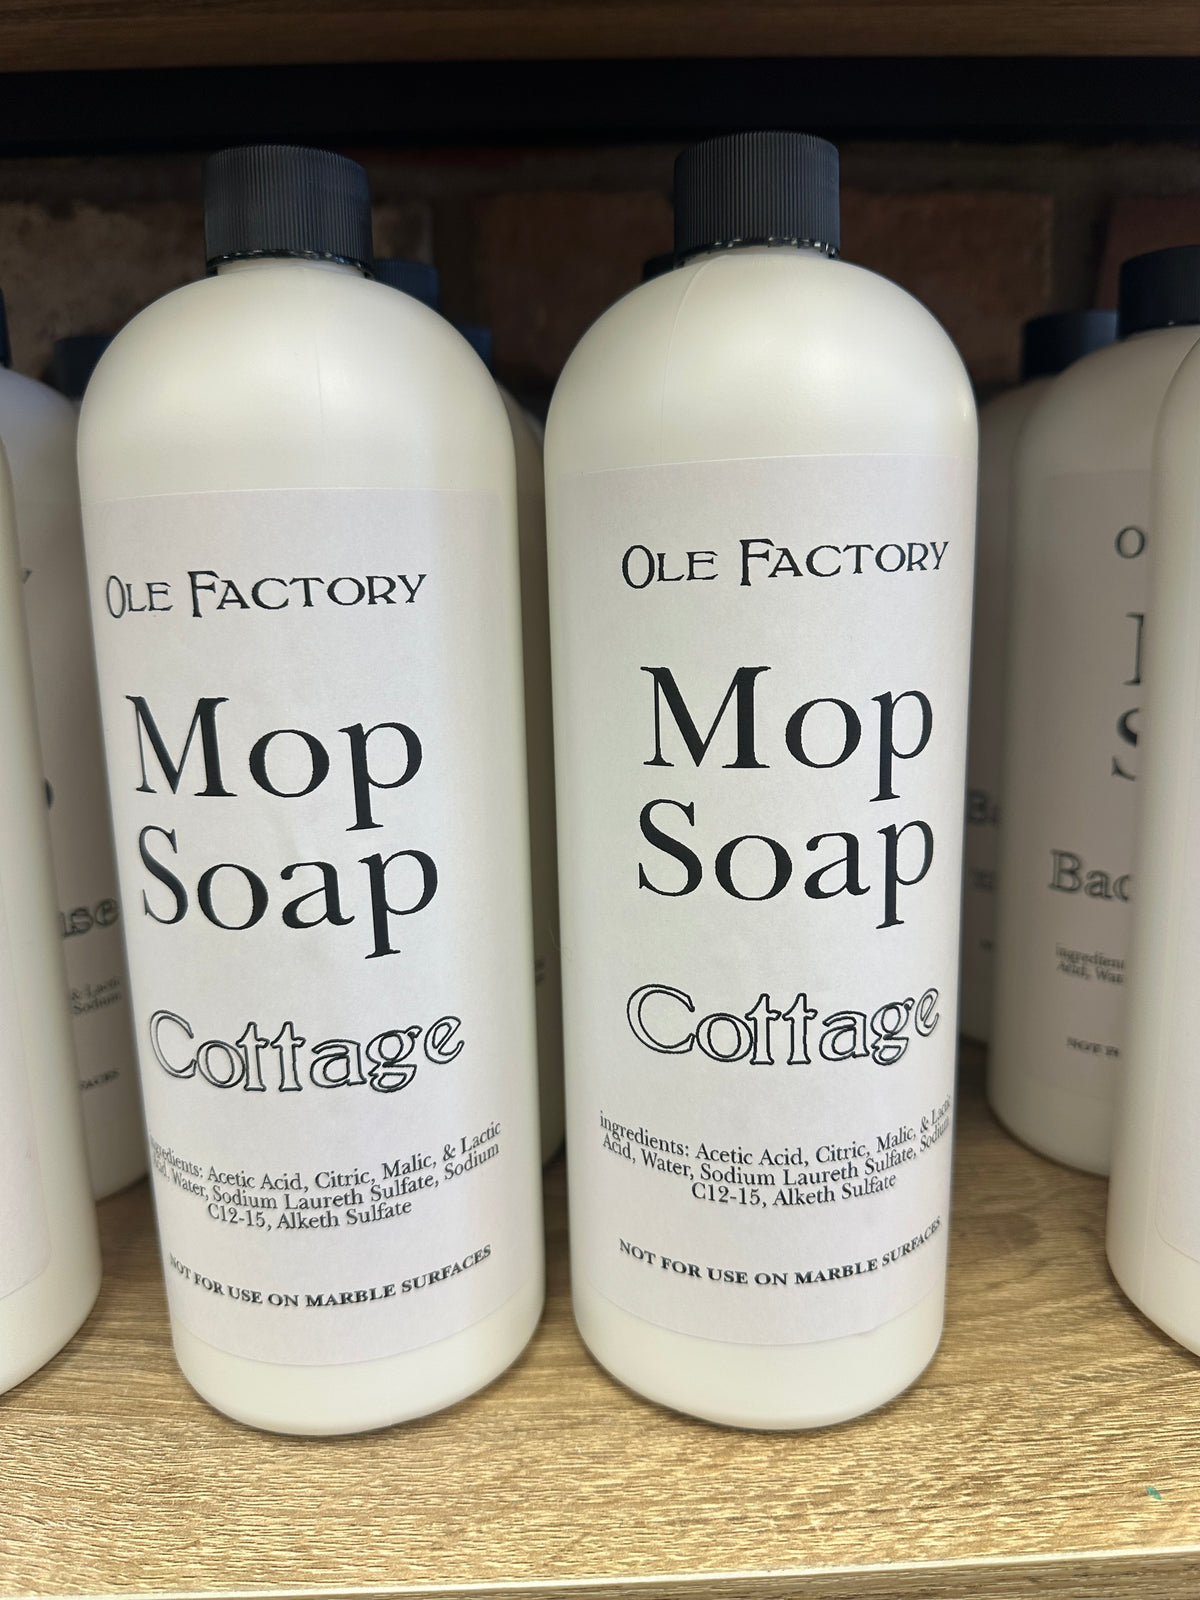 OLE FACTORY
Mop
Soap
Cottage
ingredients: Acetic Acid, Citric, Malic, & Lactic
Acid, Water, Sodium Laureth Sulfate, Sodium
C12-15, Alketh Sulfate
NOT FOR USE ON MARBLE SURFACES
OLE FACTORY
Mop
Soap
Cottage
ingredients: Acetic Acid, Citric, Malic, & Lactic
Acid, Water, Sodium Laureth Sulfate, Sodium
C12-15, Alketh Sulfate
NOT FOR USE ON MARBLE SURFACES
& Lactic
Sodium